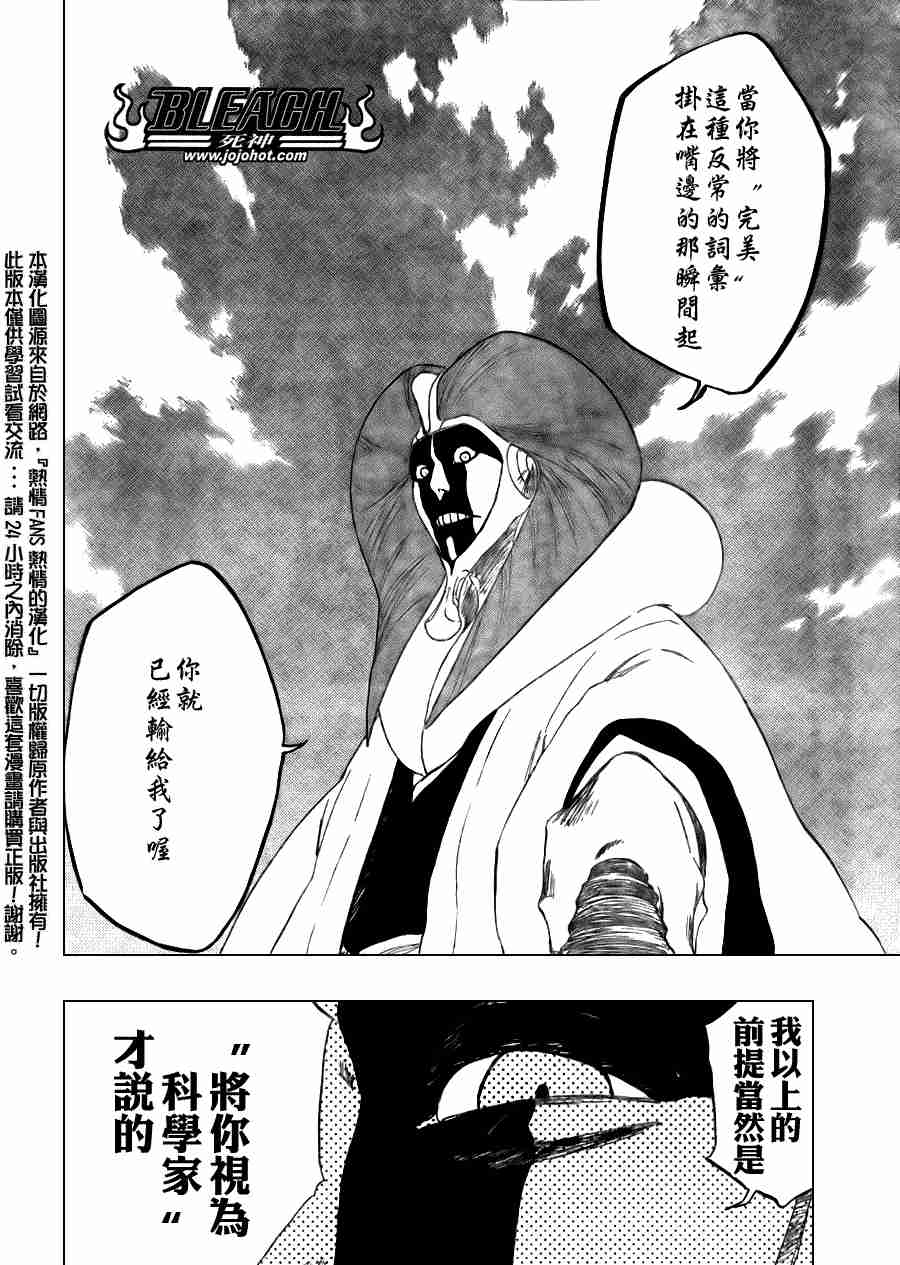 當你將〝完美〞
這種反常的詞彙
掛在嘴邊的那瞬間起
BLEACH
死神
www.jojohot.com
你就
已經輸給我了喔
我以上的
前提當然是
〝將你視為
科學家〞
才説的
本漢化圖源來自於網路，『熱情FANS熱情的漢化』一切版權歸原作者與出版社擁有！
此版本僅供學習試看交流…請24小時之內消除，喜歡這套漫畫請購買正版！謝謝。